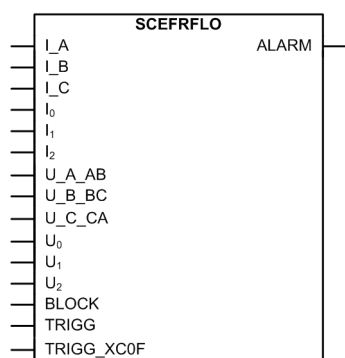 SCEFRFLO
I_A ALARM
I_B
I_C
I₀
I₁
I₂
U_A_AB
U_B_BC
U_C_CA
U₀
U₁
U₂
BLOCK
TRIGG
TRIGG_XC0F